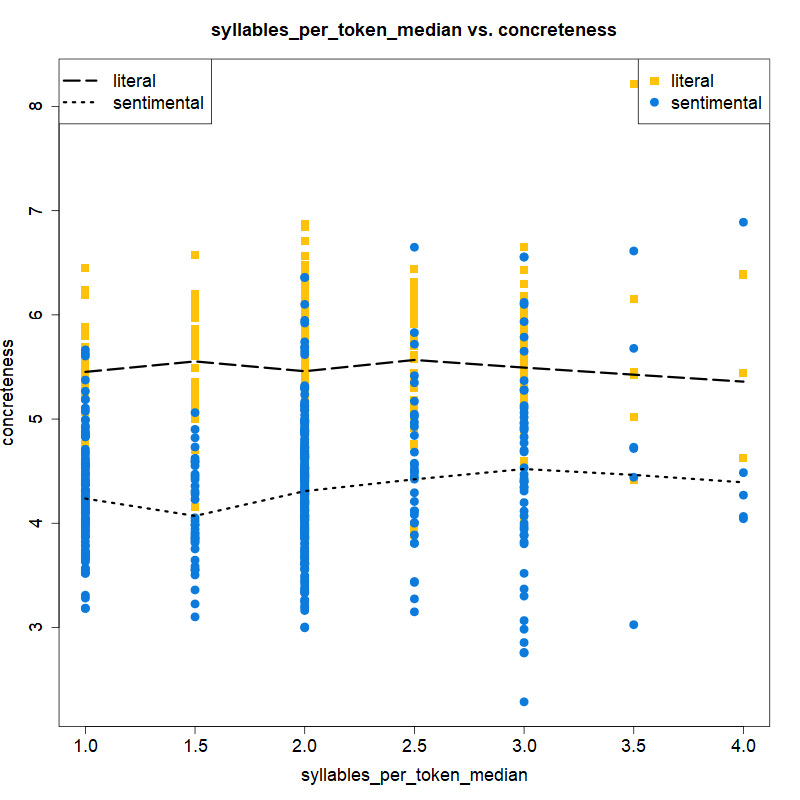 syllables_per_token_median vs. concreteness
literal
sentimental
literal
sentimental
concreteness
8
7
6
5
4
3
1.0 1.5 2.0 2.5 3.0 3.5 4.0
syllables_per_token_median